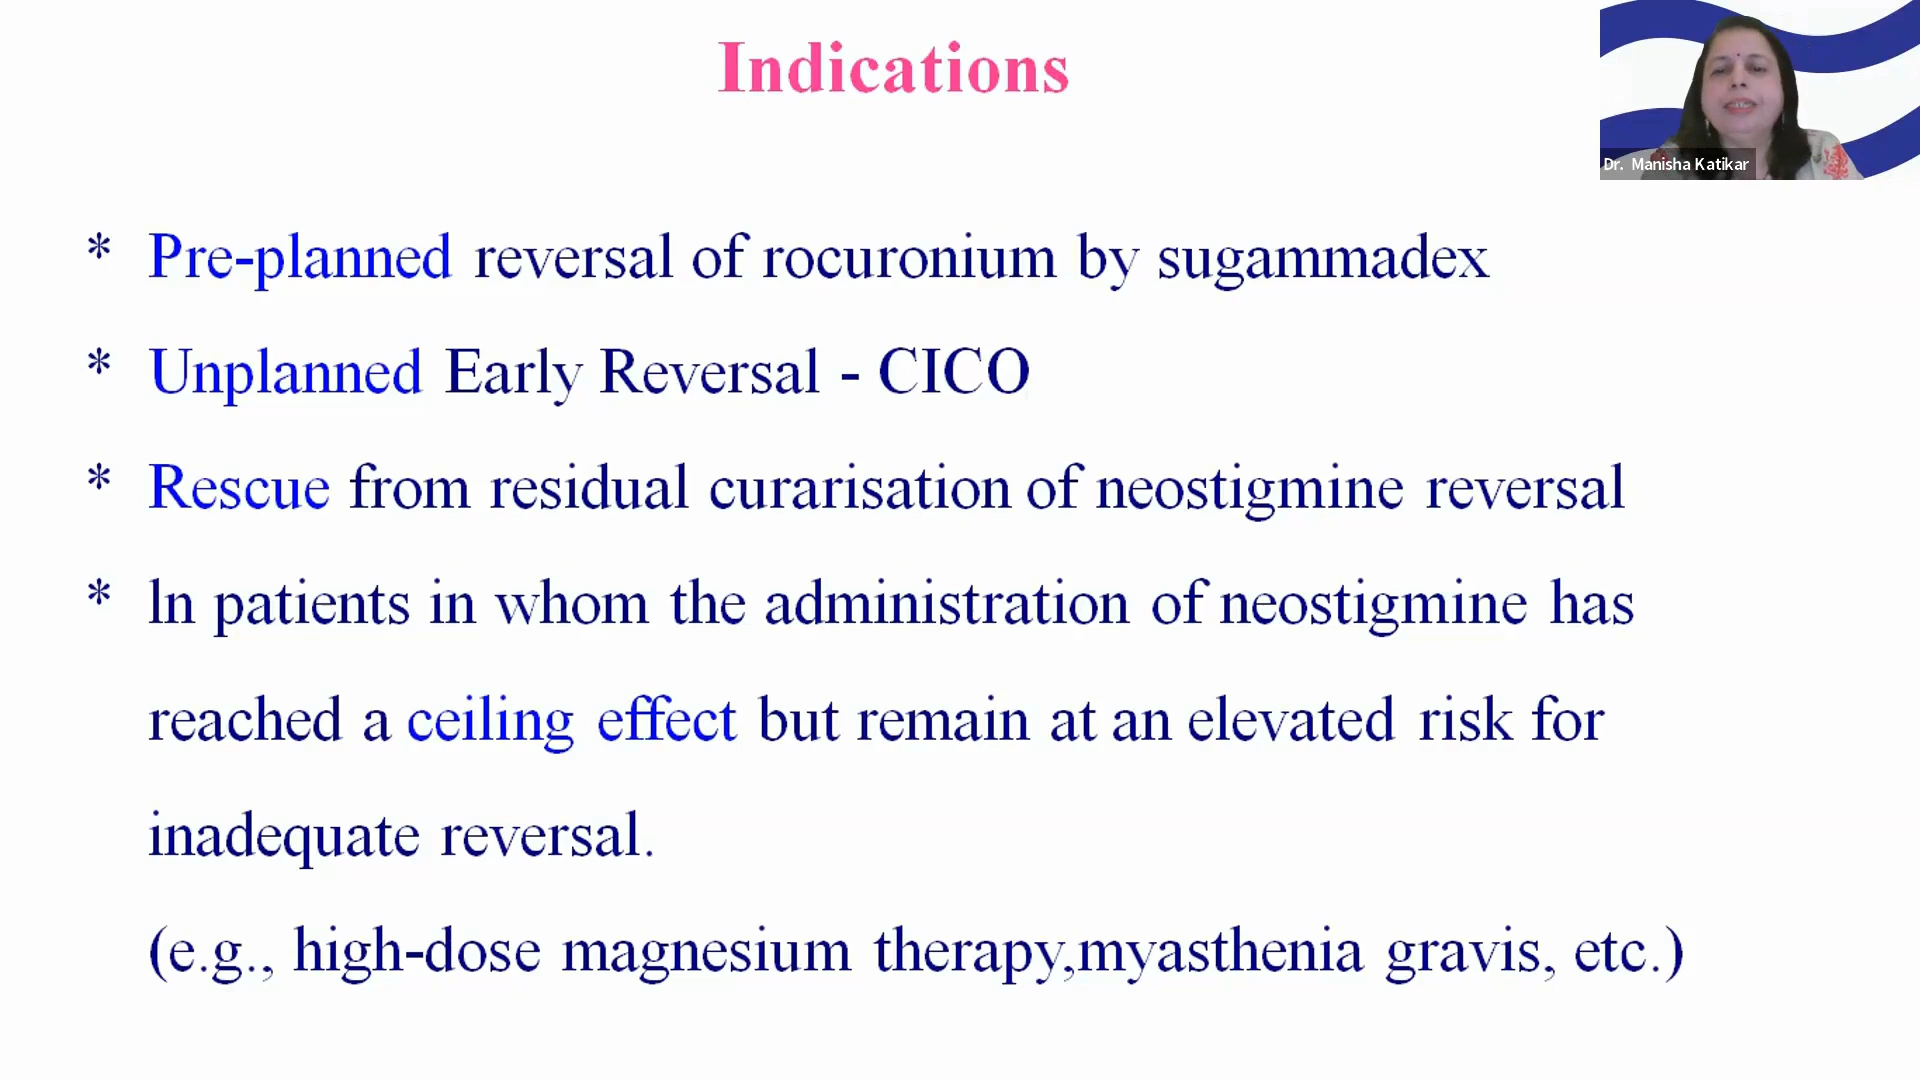 Indications
Dr. Manisha Katikar
* Pre-planned reversal of rocuronium by sugammadex
* Unplanned Early Reversal - CICO
* Rescue from residual curarisation of neostigmine reversal
* In patients in whom the administration of neostigmine has
reached a ceiling effect but remain at an elevated risk for
inadequate reversal.
(e.g., high-dose magnesium therapy,myasthenia gravis, etc.)